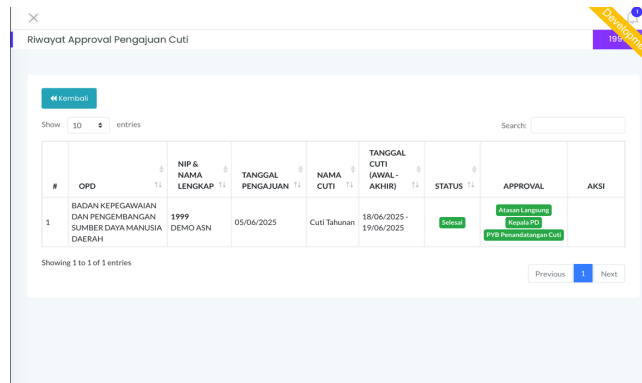 1
Developme
Riwayat Approval Pengajuan Cuti
199
Kembali
Show 10 entries
Search:
#
OPD
NIP &
NAMA
LENGKAP
TANGGAL
PENGAJUAN
NAMA
CUTI
TANGGAL
CUTI
(AWAL -
AKHIR)
STATUS
APPROVAL
AKSI
1
BADAN KEPEGAWAIAN
DAN PENGEMBANGAN
SUMBER DAYA MANUSIA
DAERAH
1999
DEMO ASN
05/06/2025
Cuti Tahunan
18/06/2025 -
19/06/2025
Selesai
Atasan Langsung
Kepala PD
PYB Penandatangan Cuti
Showing 1 to 1 of 1 entries
Previous 1 Next